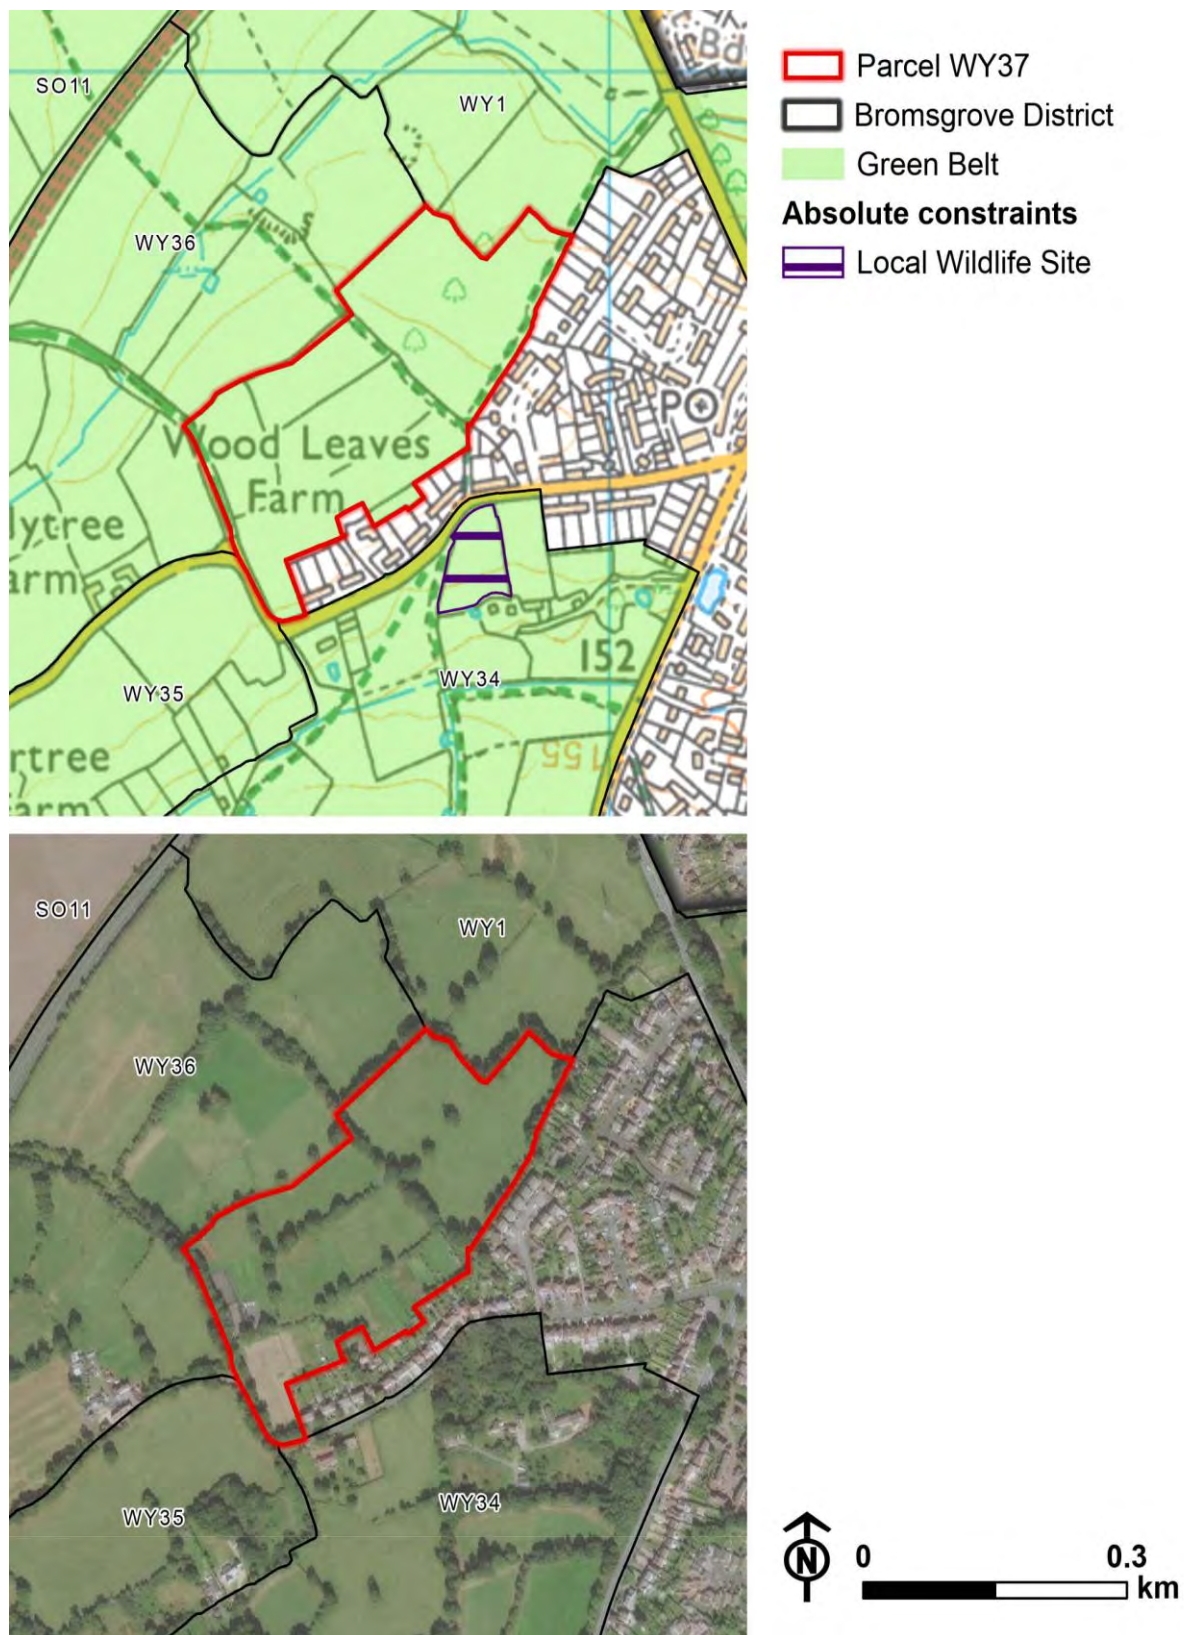 SO11
WY1
WY36
PO
Wood Leaves
Farm
lytree
arm
152
WY35
WY34
155
rtree
arm
Parcel WY37
Bromsgrove District
Green Belt
Absolute constraints
Local Wildlife Site
SO11
WY1
WY36
WY35
WY34
N
0
0.3
km